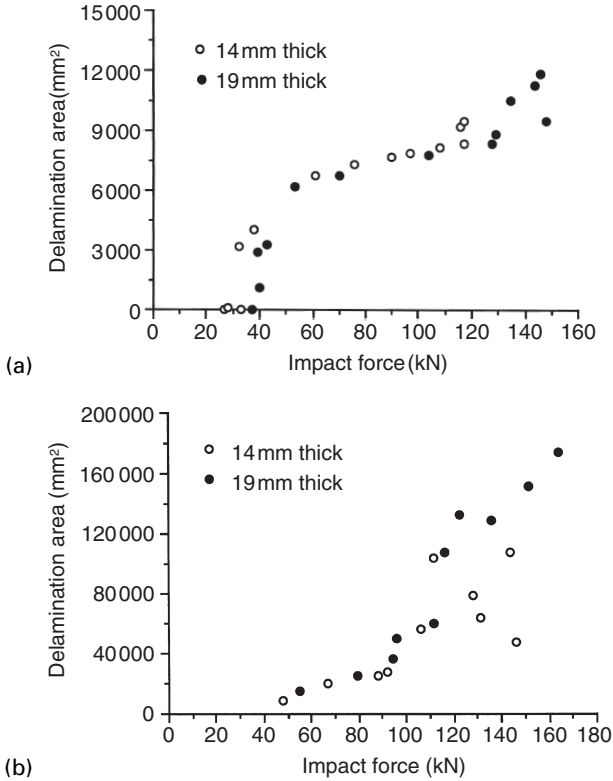 15000
12000
9000
6000
3000
0
Delamination area(mm²)
14mm thick
19mm thick
0 20 40 60 80 100 120 140 160
Impact force(kN)
(a)
200000
160000
120000
80000
40000
0
Delamination area (mm²)
14mm thick
19mm thick
0 20 40 60 80 100 120 140 160 180
Impact force (kN)
(b)